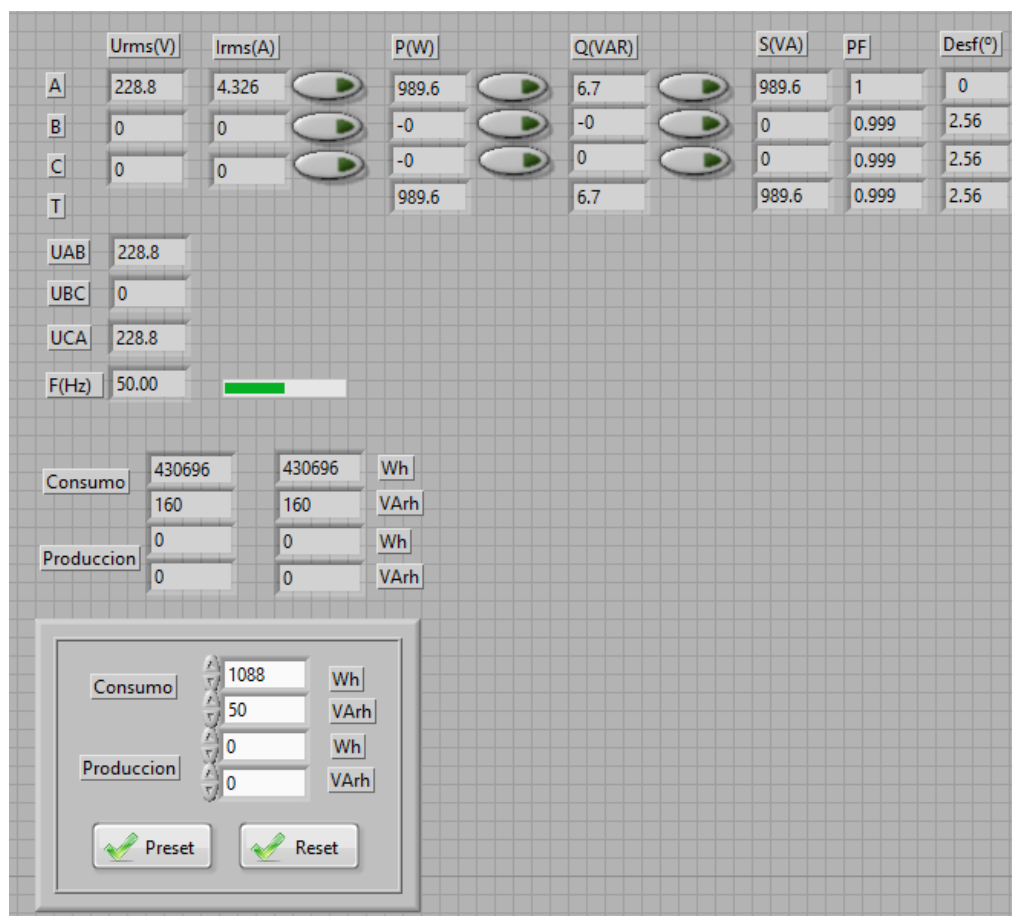 Urms(V) Irms(A) P(W) Q(VAR) S(VA) PF Desf(º)
A 228.8 4.326 989.6 6.7 989.6 1 0
B 0 0 -0 -0 0 0.999 2.56
C 0 0 -0 0 0 0.999 2.56
T 989.6 6.7 989.6 0.999 2.56
UAB 228.8
UBC 0
UCA 228.8
F(Hz) 50.00
Consumo 430696 430696 Wh
160 160 VArh
Produccion 0 0 Wh
0 0 VArh
Consumo 1088 Wh
50 VArh
Produccion 0 Wh
0 VArh
Preset Reset